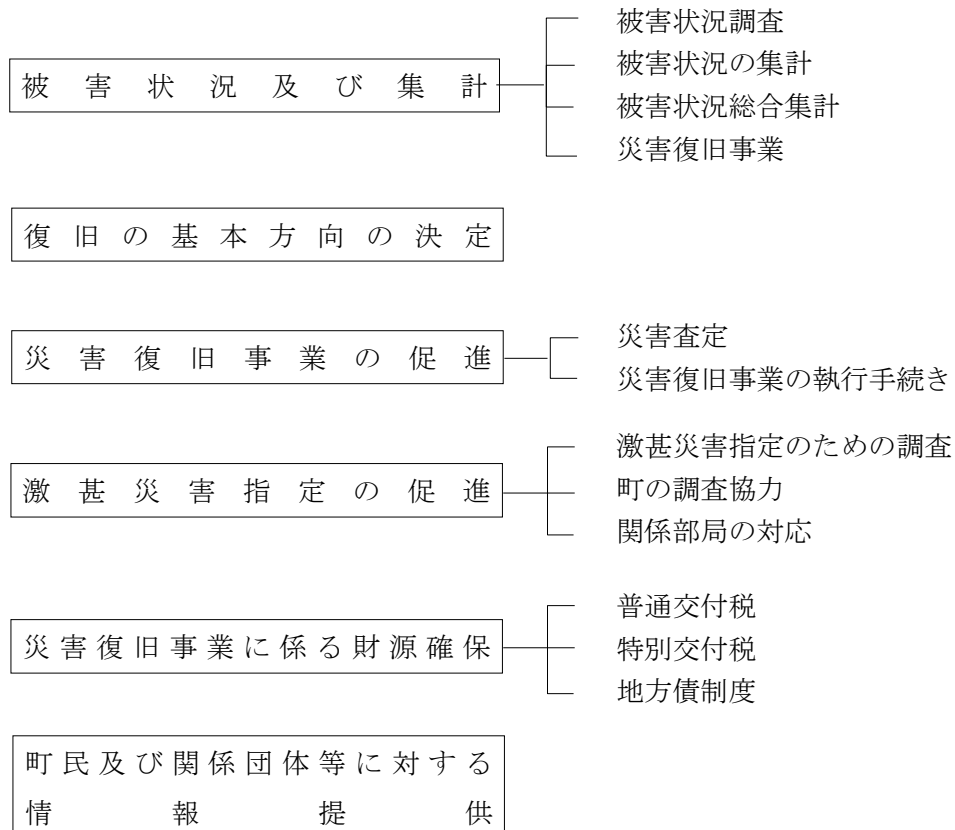 被害状況及び集計
被害状況調査
被害状況の集計
被害状況総合集計
災害復旧事業
復旧の基本方向の決定
災害復旧事業の促進
災害査定
災害復旧事業の執行手続き
激甚災害指定の促進
激甚災害指定のための調査
町の調査協力
関係部局の対応
災害復旧事業に係る財源確保
普通交付税
特別交付税
地方債制度
町民及び関係団体等に対する
情報提供